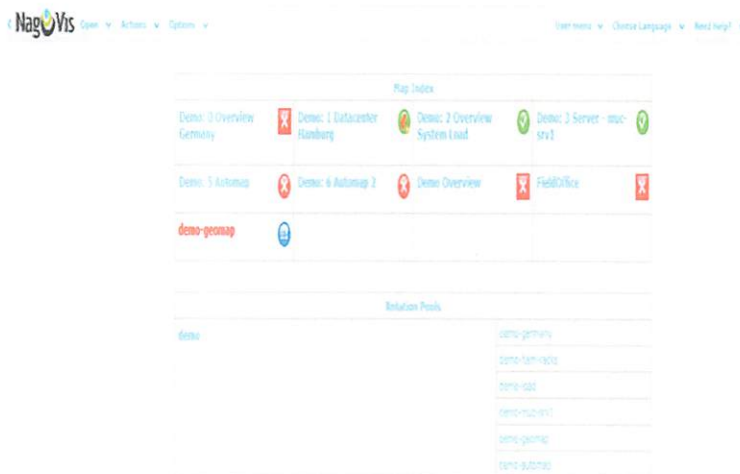 NagVis Open Actions Options User menu Choose Language Need Help?
Map Index
Demo: 0 Overview Germany
Demo: 1 Datacenter Hamburg
Demo: 2 Overview System Load
Demo: 3 Server - muc-srv1
Demo: 5 Automap
Demo: 6 Automap 2
Demo Overview
FieldOffice
demo-geomap
Rotation Pools
demo
demo-germany
demo-ham-racks
demo-load
demo-muc-srv1
demo-geomap
demo-automap